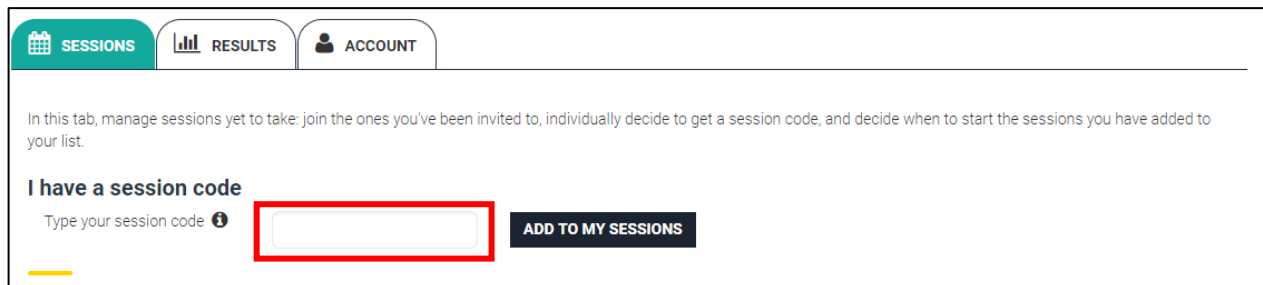 SESSIONS RESULTS ACCOUNT
In this tab, manage sessions yet to take: join the ones you've been invited to, individually decide to get a session code, and decide when to start the sessions you have added to
your list.
I have a session code
Type your session code
ADD TO MY SESSIONS